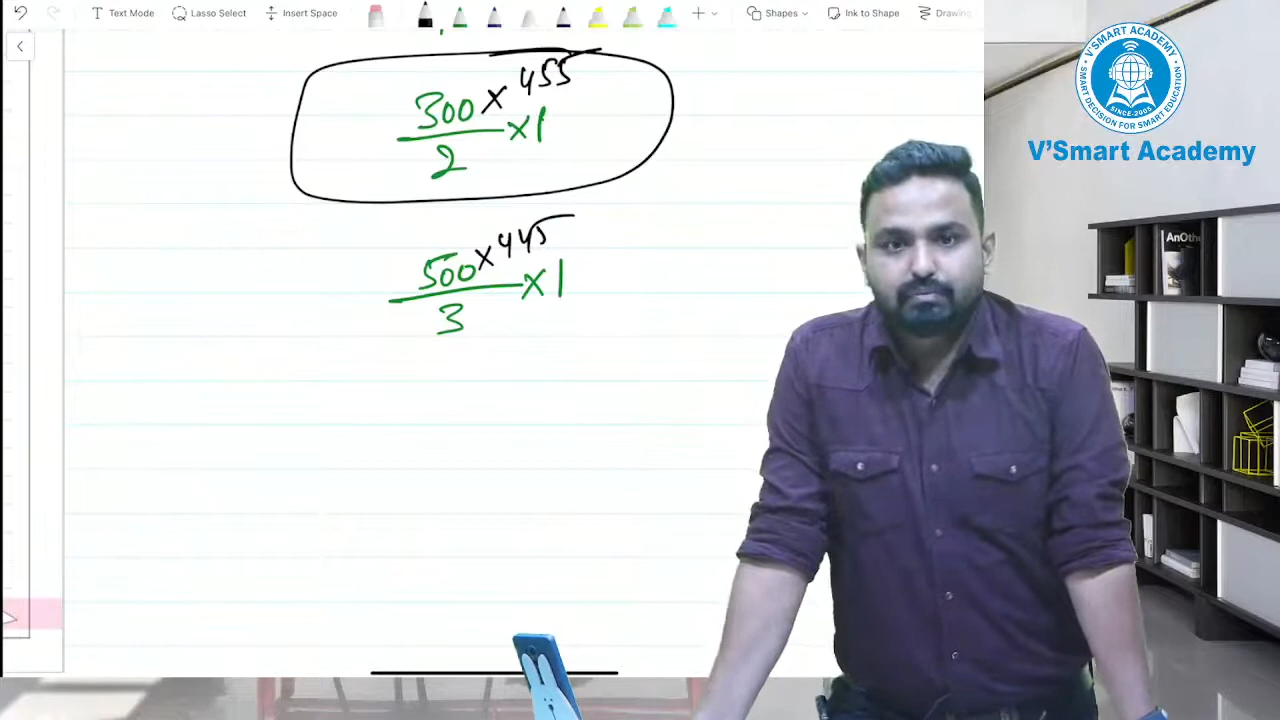 Text Mode Lasso Select Insert Space Shapes Ink to Shape Drawing
300 × 455
× 1
2
500 × 445
× 1
3
V'SMART ACADEMY
SMART DECISION FOR SMART EDUCATION
SINCE-2005
V'Smart Academy
AnOthe